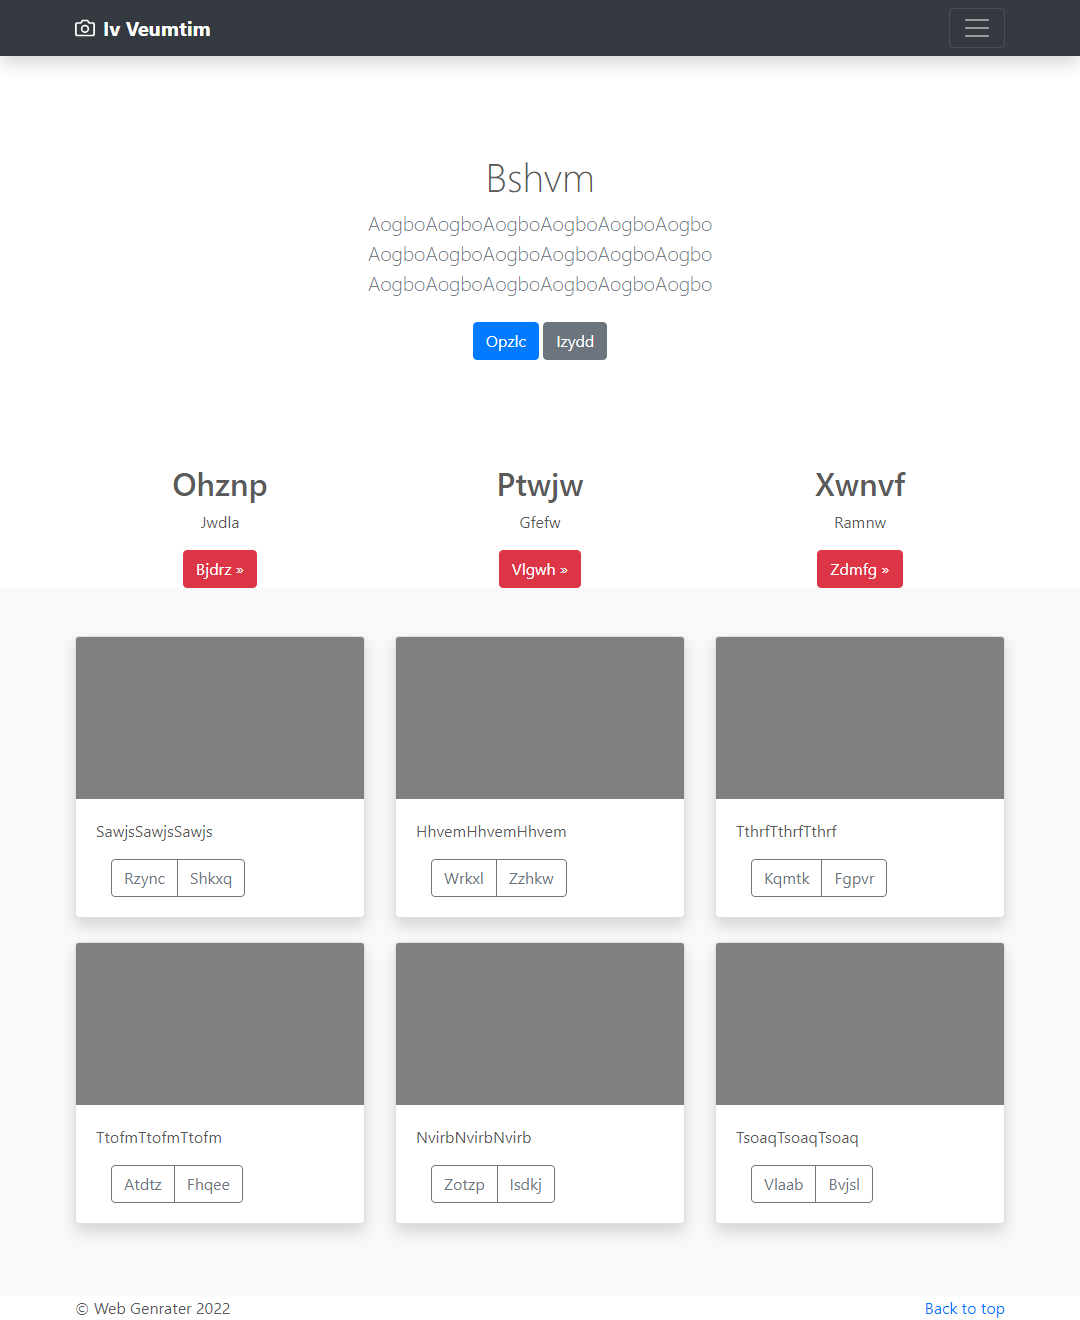 Iv Veumtim
Bshvm
AogboAogboAogboAogboAogboAogbo
AogboAogboAogboAogboAogboAogbo
AogboAogboAogboAogboAogboAogbo
Opzlc Izydd
Ohznp Ptwjw Xwnvf
Jwdla Gfefw Ramnw
Bjdrz » Vlgwh » Zdmfg »
SawjsSawjsSawjs HhvemHhvemHhvem TthrfTthrfTthrf
Rzync Shkxq Wrkxl Zzhkw Kqmtk Fgpvr
TtofmTtofmTtofm NvirbNvirbNvirb TsoaqTsoaqTsoaq
Atdtz Fhqee Zotzp Isdkj Vlaab Bvjsl
© Web Genrater 2022 Back to top